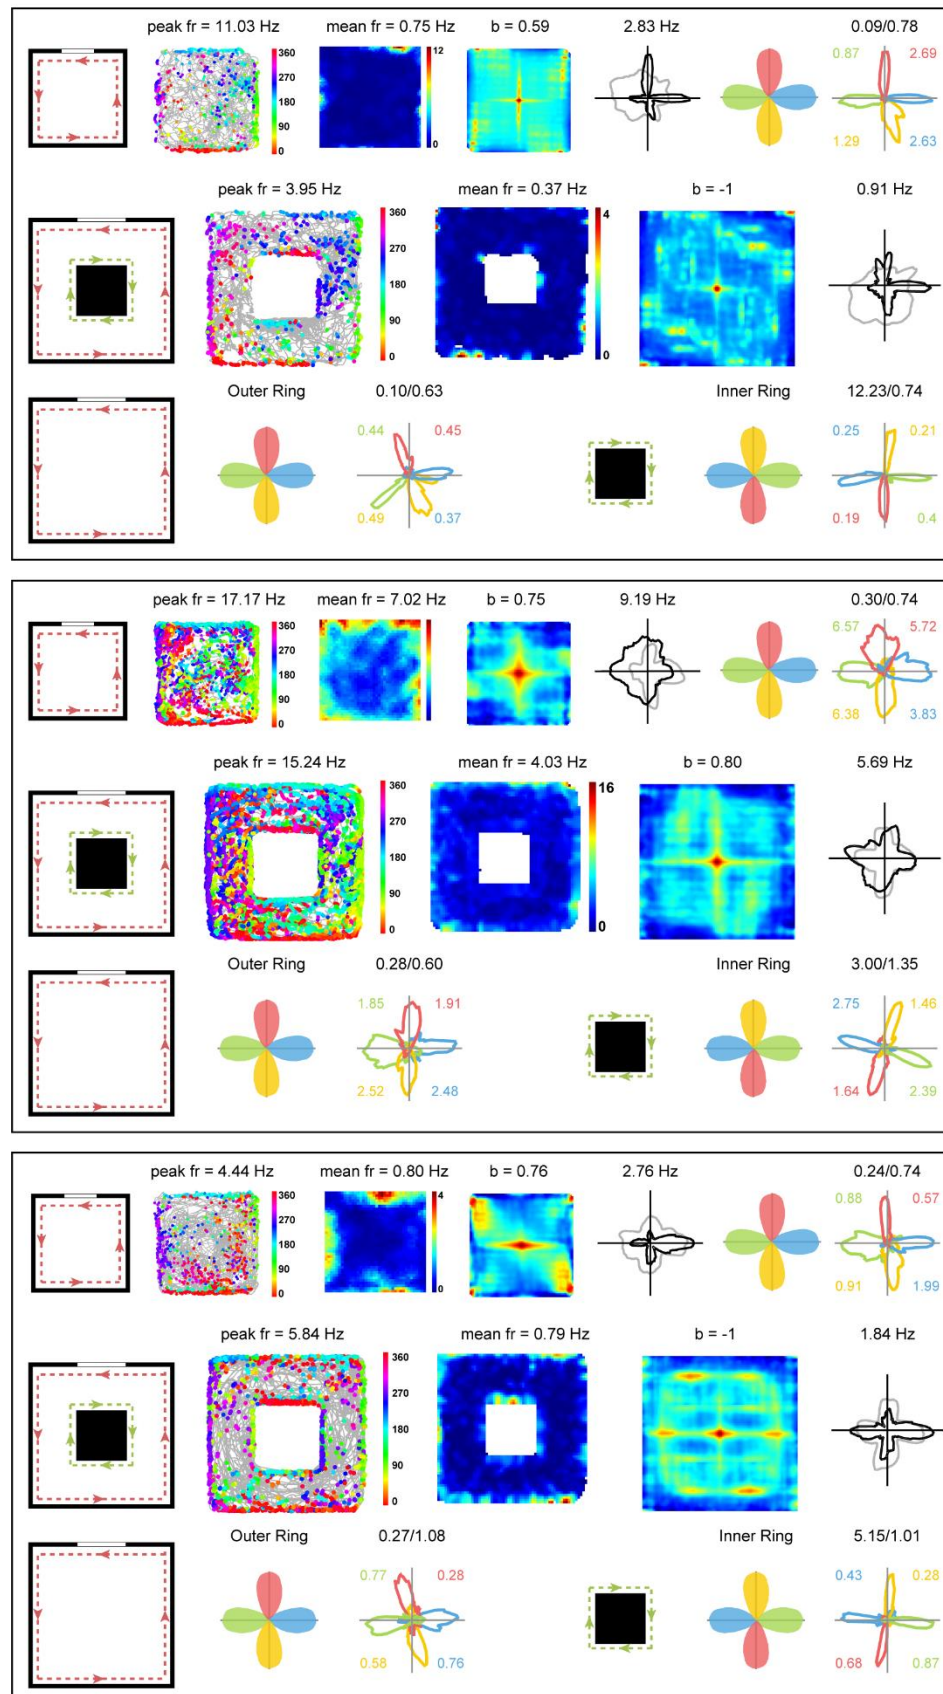 peak fr = 11.03 Hz mean fr = 0.75 Hz b = 0.59 2.83 Hz 0.09/0.78
360 270 180 90 0
12 0
0.87 2.69
1.29 2.63
peak fr = 3.95 Hz mean fr = 0.37 Hz b = -1 0.91 Hz
360 270 180 90 0
4 0
Outer Ring 0.10/0.63 Inner Ring 12.23/0.74
0.44 0.45 0.25 0.21
0.49 0.37 0.19 0.4
peak fr = 17.17 Hz mean fr = 7.02 Hz b = 0.75 9.19 Hz 0.30/0.74
360 270 180 90 0
6.57 5.72
6.38 3.83
peak fr = 15.24 Hz mean fr = 4.03 Hz b = 0.80 5.69 Hz
360 270 180 90 0
16 0
Outer Ring 0.28/0.60 Inner Ring 3.00/1.35
1.85 1.91 2.75 1.46
2.52 2.48 1.64 2.39
peak fr = 4.44 Hz mean fr = 0.80 Hz b = 0.76 2.76 Hz 0.24/0.74
360 270 180 90 0
4 0
0.88 0.57
0.91 1.99
peak fr = 5.84 Hz mean fr = 0.79 Hz b = -1 1.84 Hz
360 270 180 90 0
Outer Ring 0.27/1.08 Inner Ring 5.15/1.01
0.77 0.28 0.43 0.28
0.58 0.76 0.68 0.87